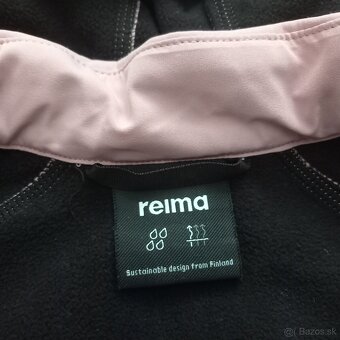 reima
Sustainable design from Finland
© Bazos.sk